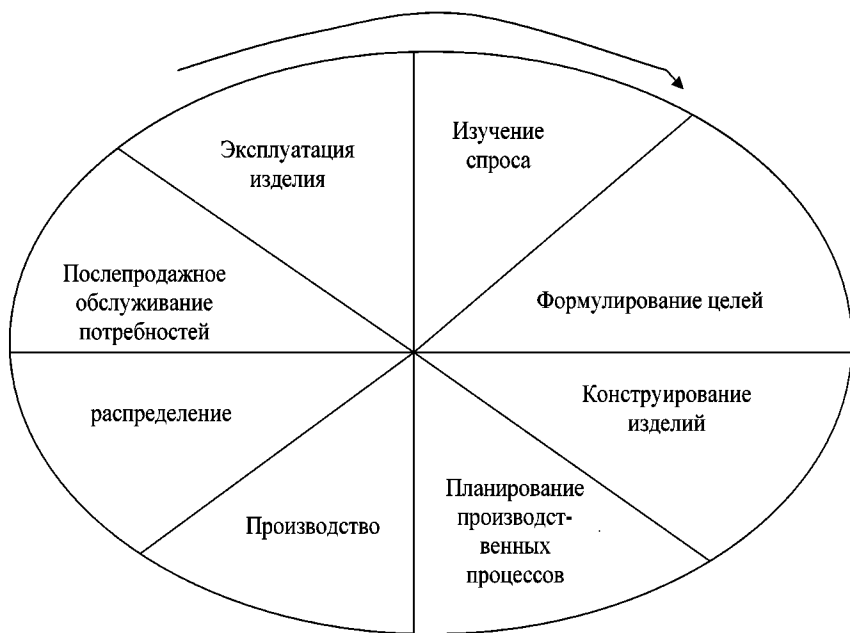 Эксплуатация
изделия
Изучение
спроса
Послепродажное
обслуживание
потребностей
Формулирование целей
распределение
Конструирование
изделий
Производство
Планирование
производст-
венных
процессов